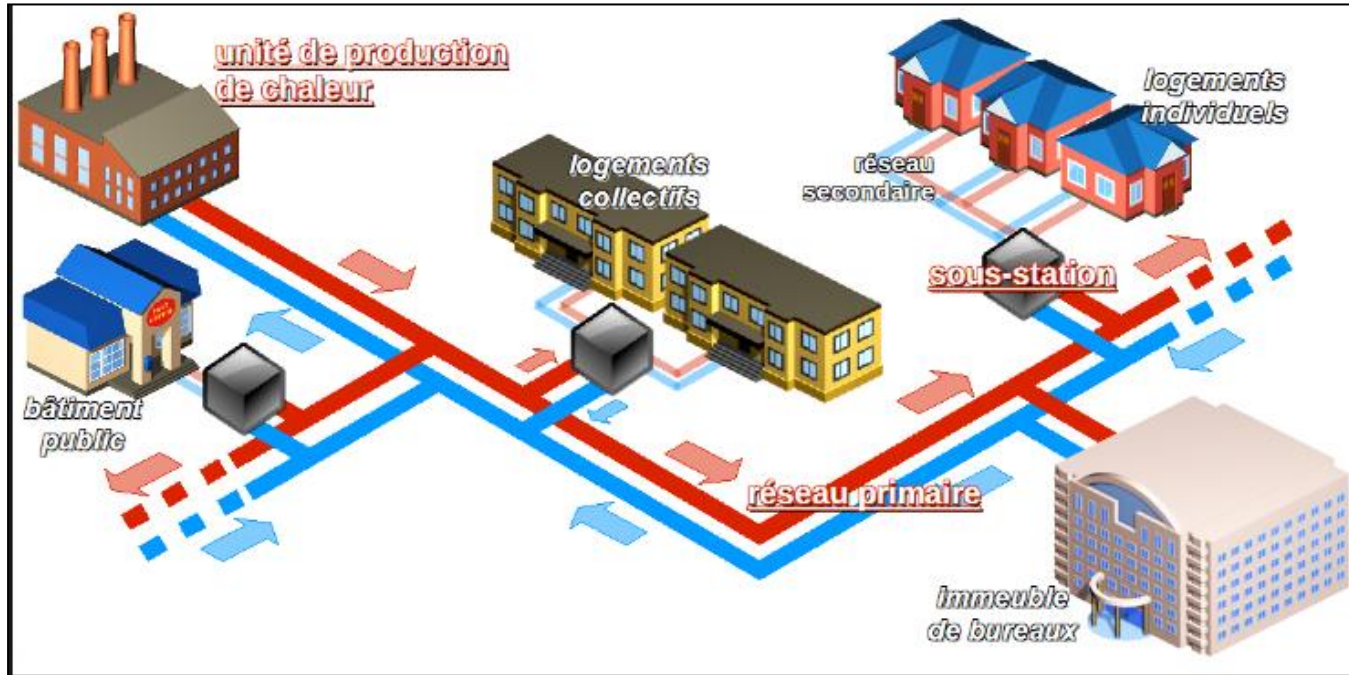 unité de production
de chaleur
logements
individuels
logements
collectifs
réseau
secondaire
sous-station
bâtiment
public
réseau primaire
immeuble
de bureaux